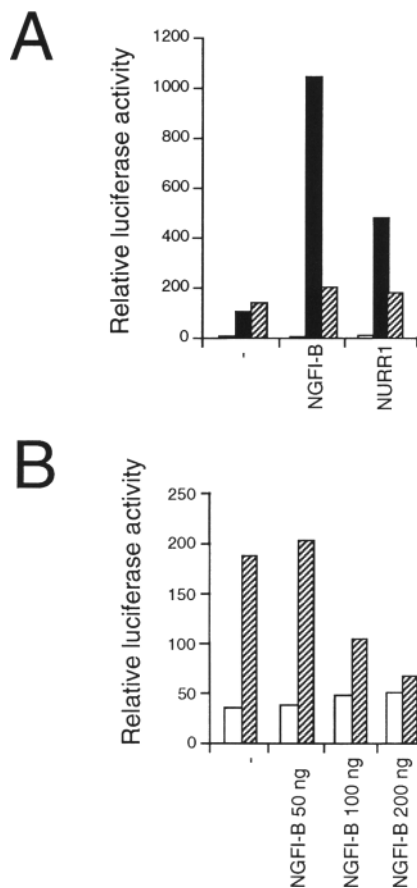 A
Relative luciferase activity
1200
1000
800
600
400
200
0
-
NGFI-B
NURR1
B
Relative luciferase activity
250
200
150
100
50
0
-
NGFI-B 50 ng
NGFI-B 100 ng
NGFI-B 200 ng